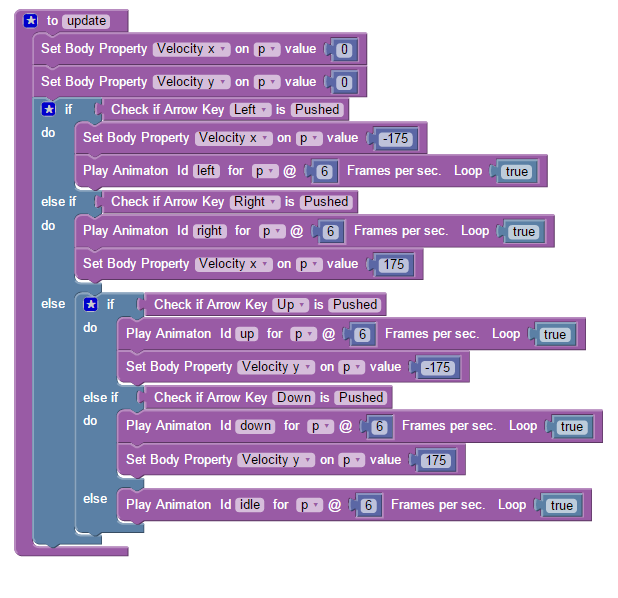 to update
Set Body Property Velocity x on p value 0
Set Body Property Velocity y on p value 0
if Check if Arrow Key Left is Pushed
do Set Body Property Velocity x on p value -175
Play Animaton Id left for p @ 6 Frames per sec. Loop true
else if Check if Arrow Key Right is Pushed
do Play Animaton Id right for p @ 6 Frames per sec. Loop true
Set Body Property Velocity x on p value 175
else if Check if Arrow Key Up is Pushed
do Play Animaton Id up for p @ 6 Frames per sec. Loop true
Set Body Property Velocity y on p value -175
else if Check if Arrow Key Down is Pushed
do Play Animaton Id down for p @ 6 Frames per sec. Loop true
Set Body Property Velocity y on p value 175
else Play Animaton Id idle for p @ 6 Frames per sec. Loop true